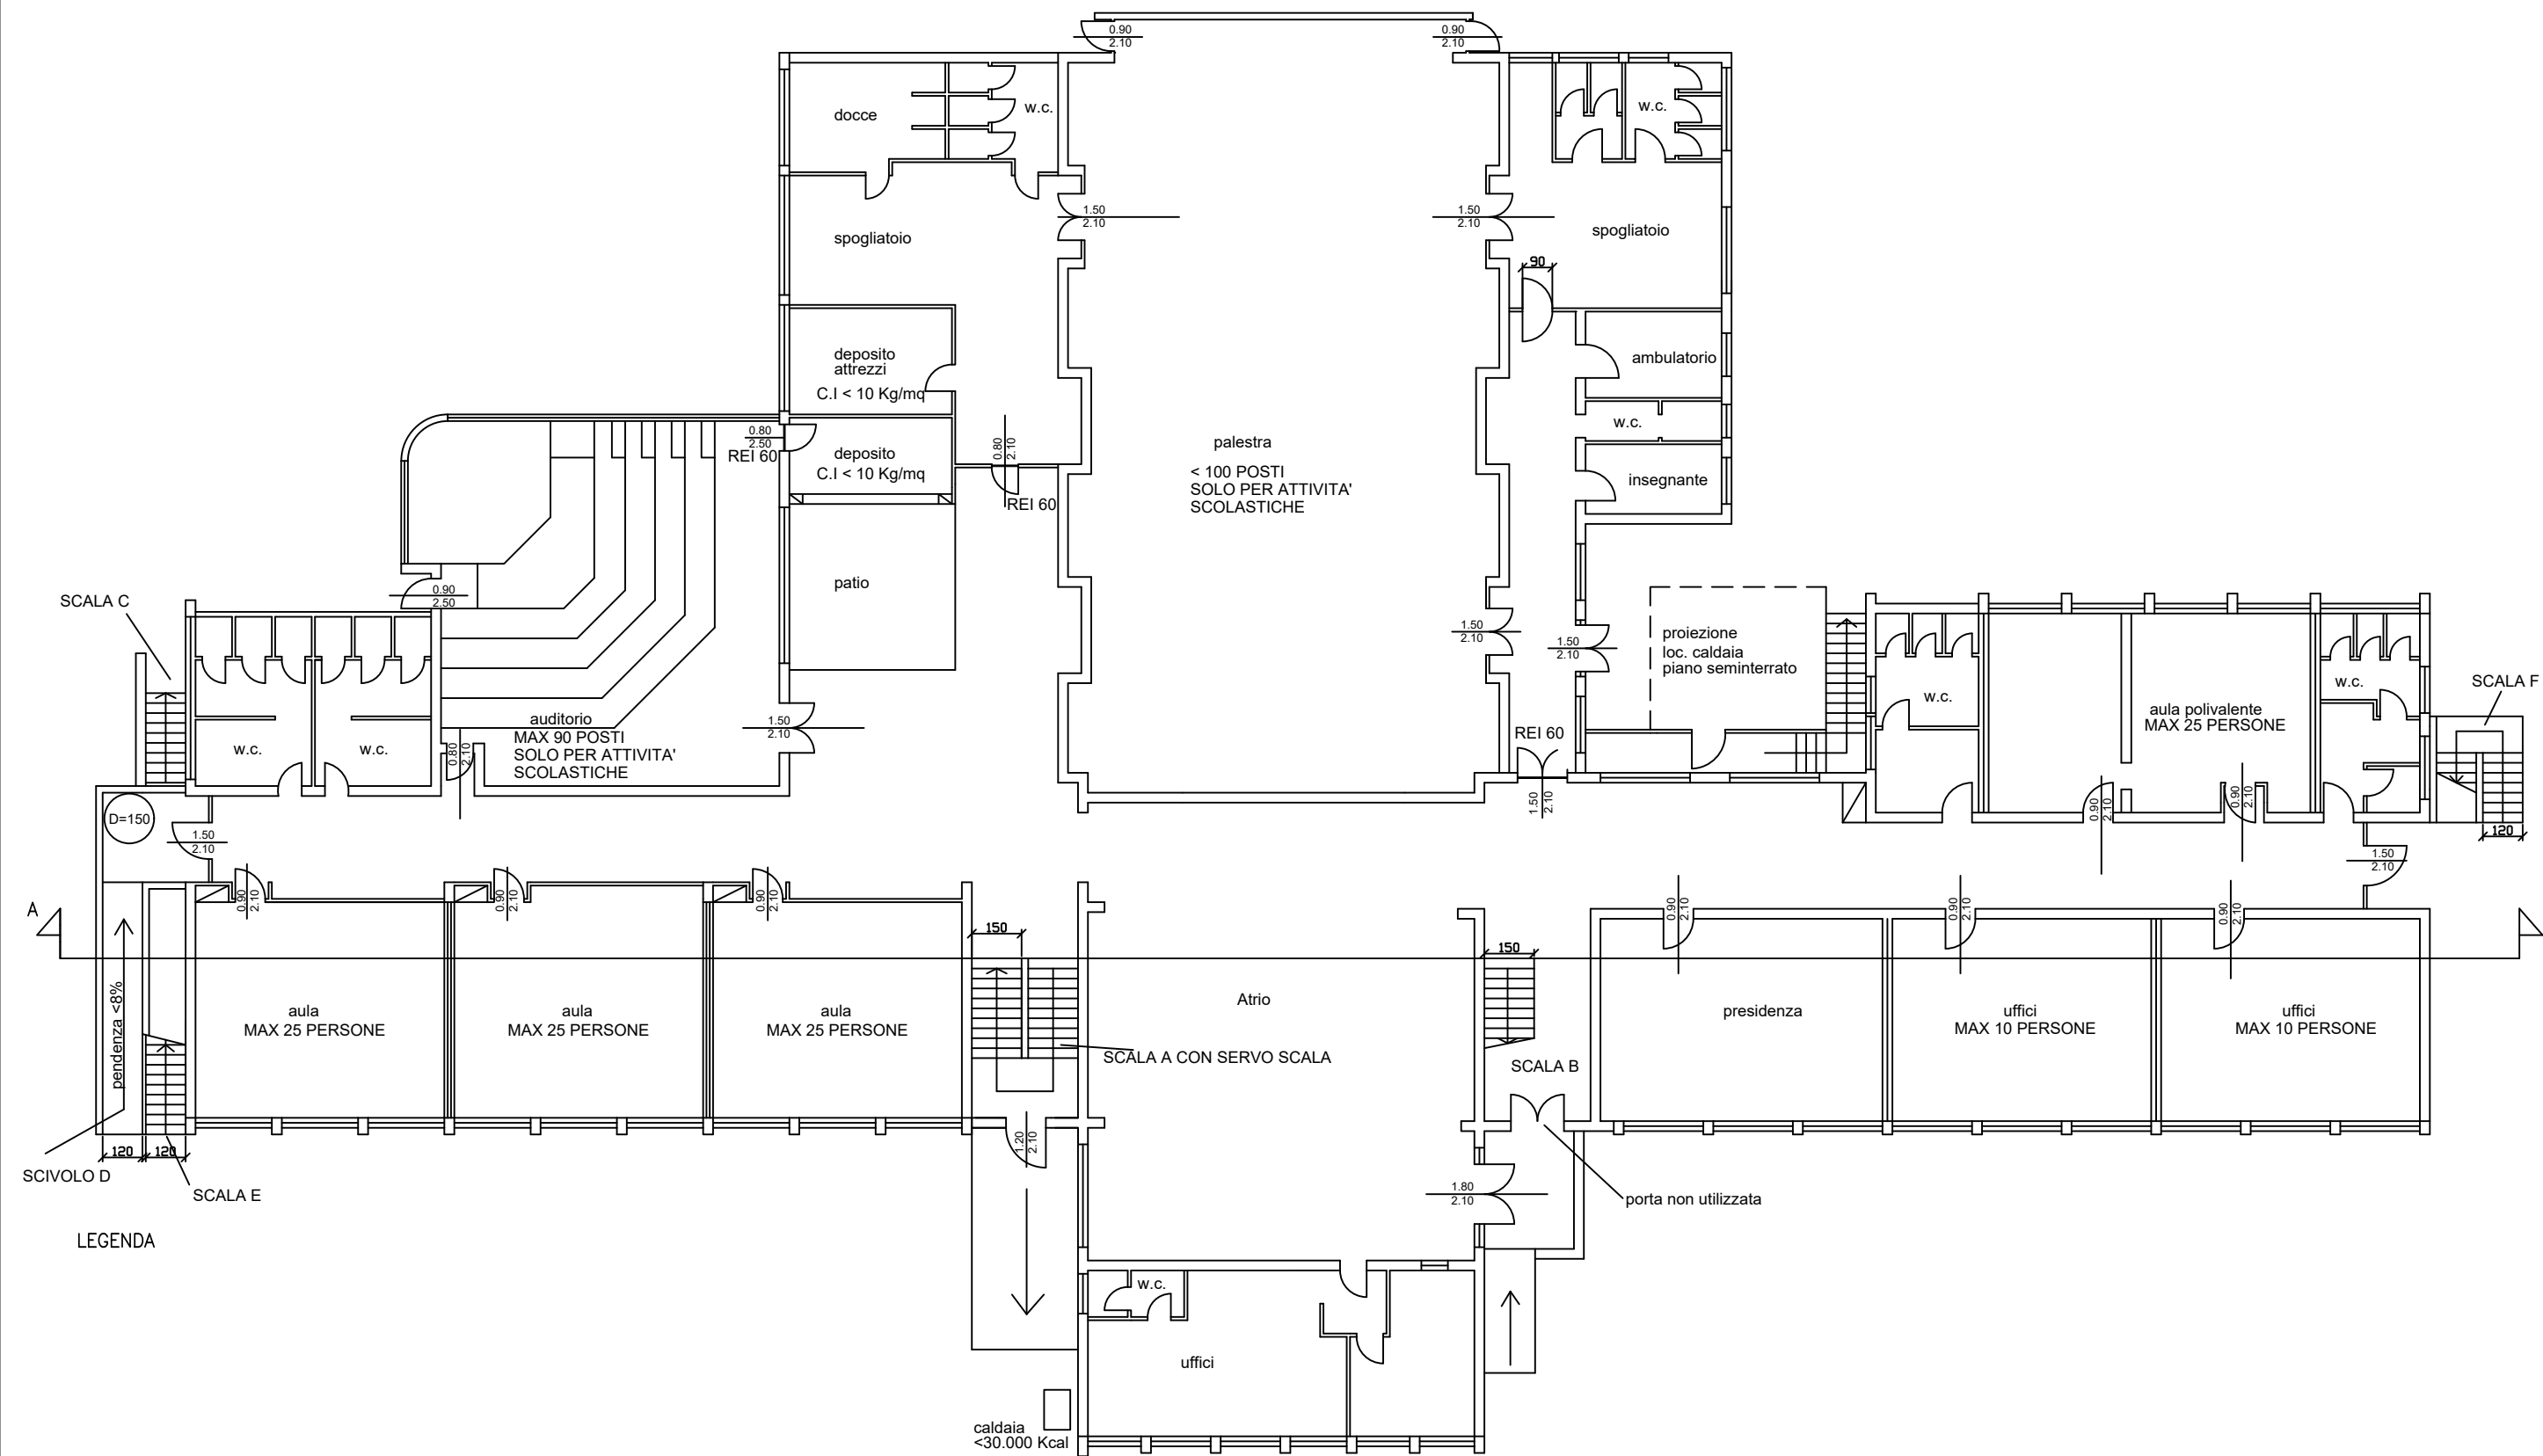 0.90
2.10
0.90
2.10
docce
w.c.
w.c.
1.50
2.10
1.50
2.10
spogliatoio
spogliatoio
90
deposito
attrezzi
C.I < 10 Kg/mq
ambulatorio
w.c.
0.80
2.50
REI 60
deposito
C.I < 10 Kg/mq
0.80
2.10
REI 60
palestra
< 100 POSTI
SOLO PER ATTIVITA'
SCOLASTICHE
insegnante
patio
0.90
2.50
SCALA C
1.50
2.10
1.50
2.10
proiezione
loc. caldaia
piano seminterrato
w.c.
w.c.
SCALA F
aula polivalente
MAX 25 PERSONE
w.c.
w.c.
auditorio
MAX 90 POSTI
SOLO PER ATTIVITA'
SCOLASTICHE
0.80
2.10
1.50
2.10
REI 60
1.50
2.10
0.90
2.10
0.90
2.10
120
D=150
1.50
2.10
1.50
2.10
0.90
2.10
0.90
2.10
0.90
2.10
0.90
2.10
0.90
2.10
0.90
2.10
A
150
150
pendenza <8%
aula
MAX 25 PERSONE
aula
MAX 25 PERSONE
aula
MAX 25 PERSONE
Atrio
presidenza
uffici
MAX 10 PERSONE
uffici
MAX 10 PERSONE
SCALA A CON SERVO SCALA
SCALA B
120
120
1.20
2.10
SCIVOLO D
SCALA E
1.80
2.10
porta non utilizzata
LEGENDA
w.c.
uffici
caldaia
<30.000 Kcal